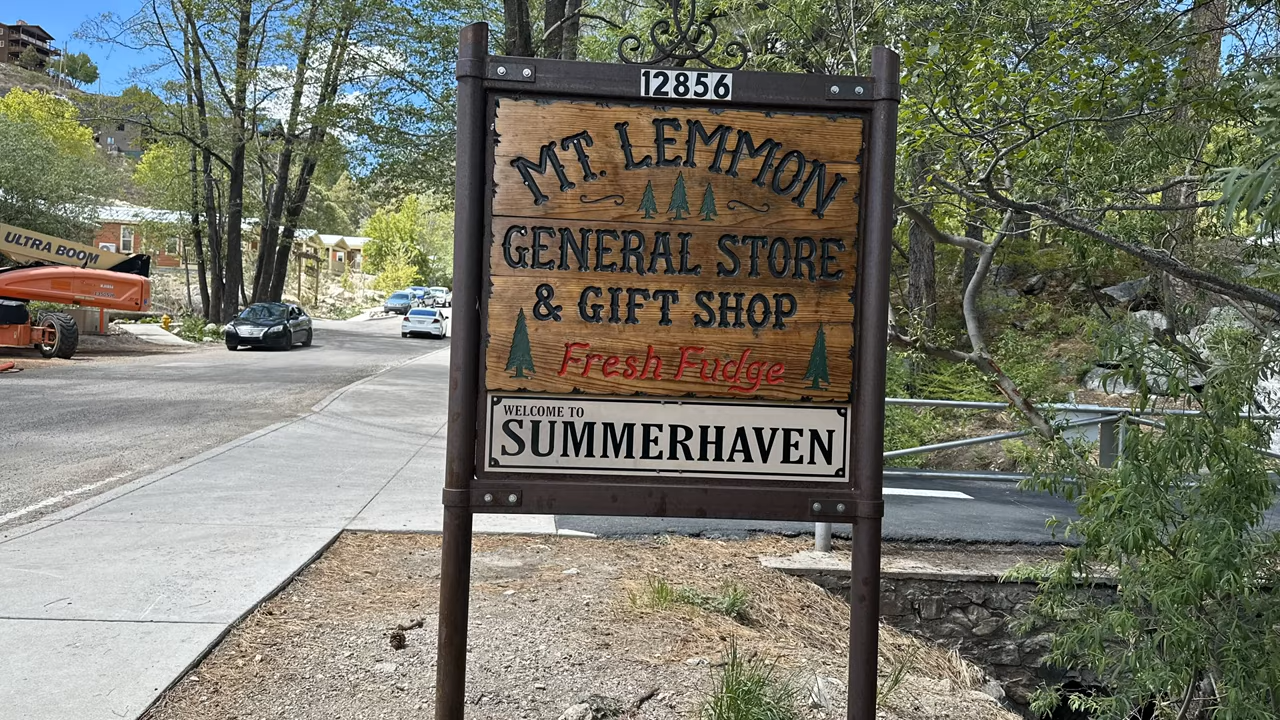 12856
MT. LEMMON
GENERAL STORE
& GIFT SHOP
Fresh Fudge
WELCOME TO
SUMMERHAVEN
ULTRA BOOM